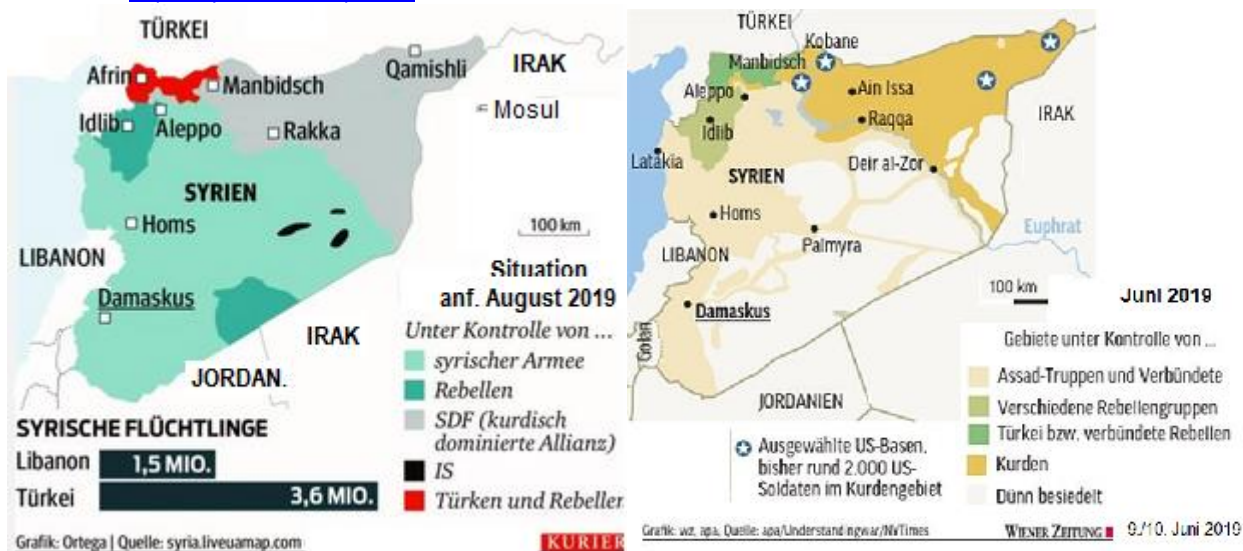 TÜRKEI
Afrin
Manbidsch
Qamishli
IRAK
Mosul
Idlib
Aleppo
Rakka
SYRIEN
Homs
100 km
LIBANON
Situation
anf. August 2019
Damaskus
IRAK
JORDAN.
Unter Kontrolle von ...
syrischer Armee
Rebellen
SDF (kurdisch
dominierte Allianz)
IS
Türken und Rebellen
SYRISCHE FLÜCHTLINGE
Libanon 1,5 MIO.
Türkei 3,6 MIO.
Grafik: Ortega | Quelle: syria.liveuamap.com
KURIER
TÜRKEI
Kobane
Manbidsch
Aleppo
Ain Issa
IRAK
Idlib
Raqqa
Latakia
Deir al-Zor
SYRIEN
Homs
Euphrat
Palmyra
LIBANON
100 km
Juni 2019
Damaskus
Golan
Gebiete unter Kontrolle von ...
Assad-Truppen und Verbündete
JORDANIEN
Verschiedene Rebellengruppen
Türkei bzw. verbündete Rebellen
Kurden
Dünn besiedelt
Ausgewählte US-Basen,
bisher rund 2.000 US-
Soldaten im Kurdengebiet
Grafik: wz, apa, Quelle: apa/Understandingwar/NYTimes
WIENER ZEITUNG 9./10. Juni 2019